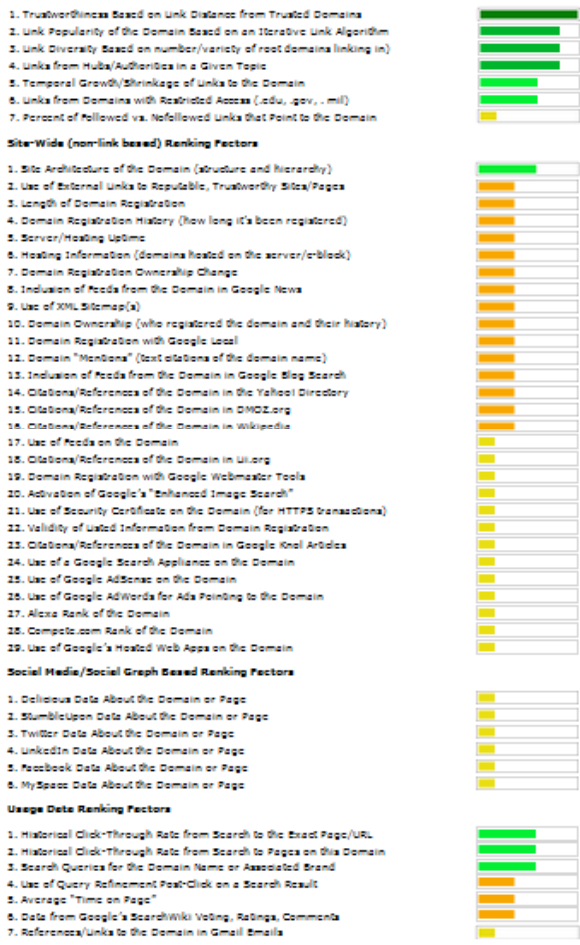 1. Trustworthiness Based on Link Distance from Trusted Domains
2. Link Popularity of the Domain Based on an Iterative Link Algorithm
3. Link Diversity Based on number/variety of root domains linking in)
4. Links from Hubs/Authorities in a Given Topic
5. Temporal Growth/Shrinkage of Links to the Domain
6. Links from Domains with Restricted Access (.edu, .gov, . mil)
7. Percent of Followed vs. Nofollowed Links that Point to the Domain
Site-Wide (non-link based) Ranking Factors
1. Site Architecture of the Domain (structure and hierarchy)
2. Use of External Links to Reputable, Trustworthy Sites/Pages
3. Length of Domain Registration
4. Domain Registration History (how long it's been registered)
5. Server/Hosting Uptime
6. Hosting Information (domains hosted on the server/c-block)
7. Domain Registration Ownership Change
8. Inclusion of Feeds from the Domain in Google News
9. Use of XML Sitemap(s)
10. Domain Ownership (who registered the domain and their history)
11. Domain Registration with Google Local
12. Domain "Mentions" (text citations of the domain name)
13. Inclusion of Feeds from the Domain in Google Blog Search
14. Citations/References of the Domain in the Yahoo! Directory
15. Citations/References of the Domain in DMOZ.org
16. Citations/References of the Domain in Wikipedia
17. Use of Feeds on the Domain
18. Citations/References of the Domain in Lii.org
19. Domain Registration with Google Webmaster Tools
20. Activation of Google's "Enhanced Image Search"
21. Use of Security Certificate on the Domain (for HTTPS transactions)
22. Validity of Listed Information from Domain Registration
23. Citations/References of the Domain in Google Knol Articles
24. Use of a Google Search Appliance on the Domain
25. Use of Google AdSense on the Domain
26. Use of Google AdWords for Ads Pointing to the Domain
27. Alexa Rank of the Domain
28. Compete.com Rank of the Domain
29. Use of Google's Hosted Web Apps on the Domain
Social Media/Social Graph Based Ranking Factors
1. Delicious Data About the Domain or Page
2. StumbleUpon Data About the Domain or Page
3. Twitter Data About the Domain or Page
4. LinkedIn Data About the Domain or Page
5. Facebook Data About the Domain or Page
6. MySpace Data About the Domain or Page
Usage Data Ranking Factors
1. Historical Click-Through Rate from Search to the Exact Page/URL
2. Historical Click-Through Rate from Search to Pages on this Domain
3. Search Queries for the Domain Name or Associated Brand
4. Use of Query Refinement Post-Click on a Search Result
5. Average "Time on Page"
6. Data from Google's SearchWiki Voting, Ratings, Comments
7. References/Links to the Domain in Gmail Emails